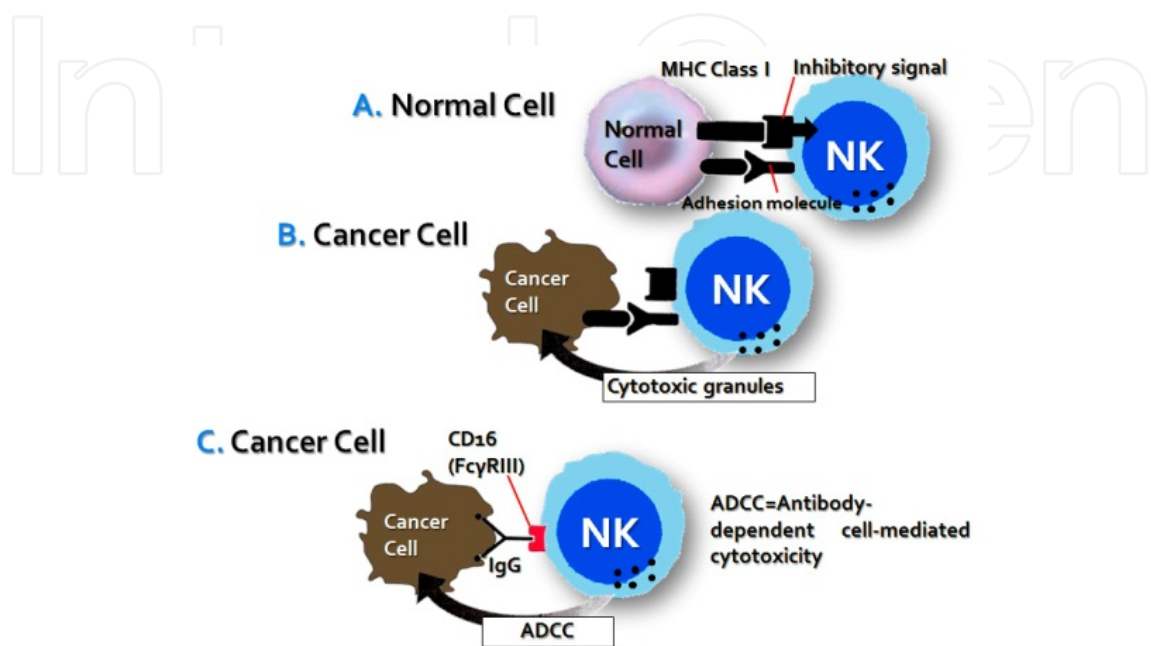 MHC Class I
Inhibitory signal
A. Normal Cell
Normal
Cell
NK
Adhesion molecule
B. Cancer Cell
Cancer
Cell
NK
Cytotoxic granules
C. Cancer Cell
CD16
(FcγRIII)
Cancer
Cell
IgG
NK
ADCC=Antibody-
dependent cell-mediated
cytotoxicity
ADCC